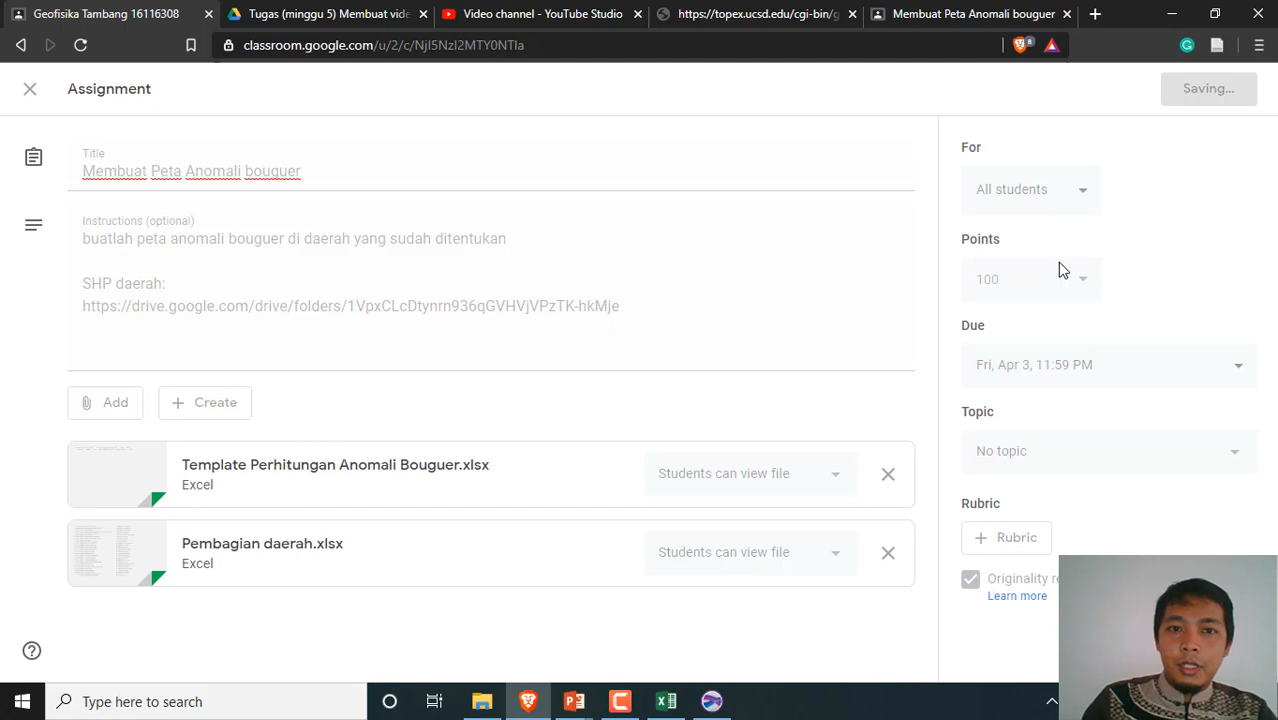 Geofisika Tambang 16116308
Tugas (minggu 5) Membuat vide
Video channel - YouTube Studio
https://topex.ucsd.edu/cgi-bin/g
Membuat Peta Anomali bouguer
classroom.google.com/u/2/c/NjI5NzI2MTY0NTIa
8
Assignment
Saving...
Title
Membuat Peta Anomali bouguer
Instructions (optional)
buatlah peta anomali bouguer di daerah yang sudah ditentukan
SHP daerah:
https://drive.google.com/drive/folders/1VpxCLcDtynrn936qGVHVjVPzTK-hkMje
Add
Create
Template Perhitungan Anomali Bouguer.xlsx
Excel
Students can view file
Pembagian daerah.xlsx
Excel
Students can view file
For
All students
Points
100
Due
Fri, Apr 3, 11:59 PM
Topic
No topic
Rubric
Rubric
Originality re
Learn more
Type here to search